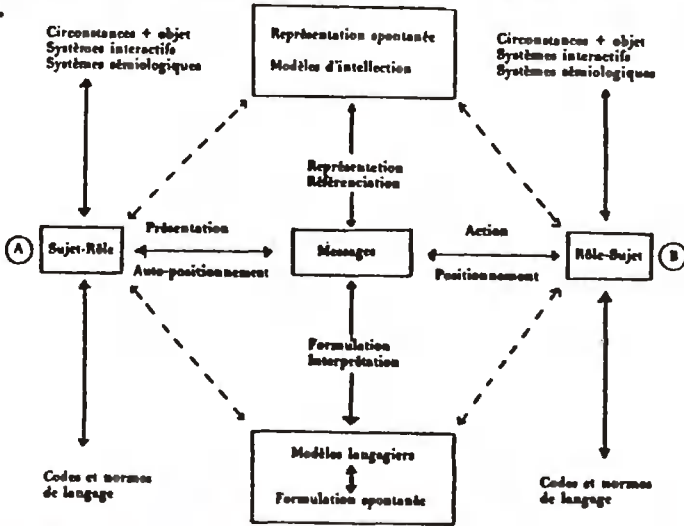 Circonstances + objet
Systèmes interactifs
Systèmes sémiologiques
Représentation spontanée
Modèles d'intellection
Circonstances + objet
Systèmes interactifs
Systèmes sémiologiques
Représentation
Référenciation
A
Sujet-Rôle
Présentation
Auto-positionnement
Messages
Action
Positionnement
Rôle-Sujet
B
Formulation
Interprétation
Codes et normes
de langage
Modèles langagiers
Formulation spontanée
Codes et normes
de langage